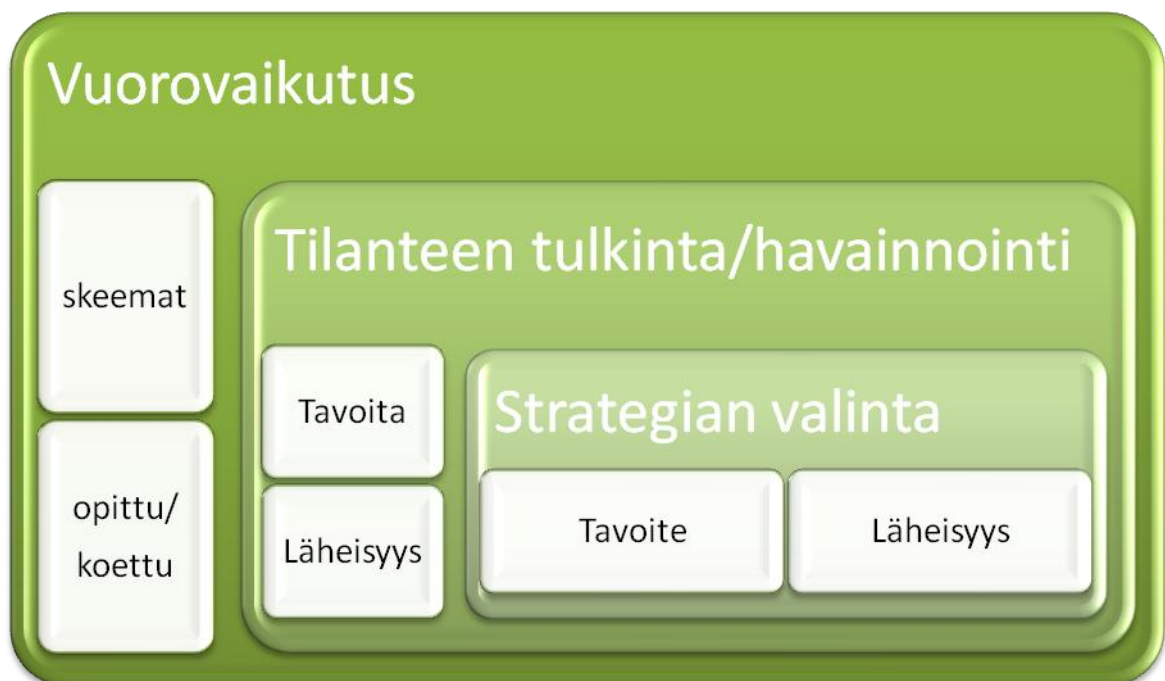 Vuorovaikutus
skeemat
opittu/
koettu
Tilanteen tulkinta/havainnointi
Tavoita
Läheisyys
Strategian valinta
Tavoite
Läheisyys